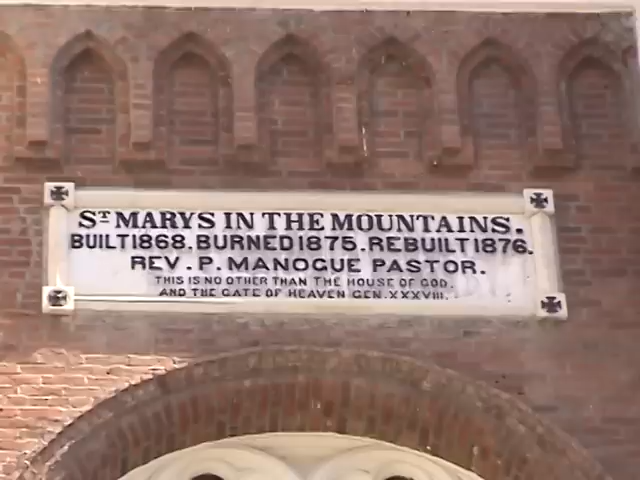 ST MARYS IN THE MOUNTAINS.
BUILT 1868. BURNED 1875. REBUILT 1876.
REV. P. MANOGUE PASTOR.
THIS IS NO OTHER THAN THE HOUSE OF GOD.
AND THE GATE OF HEAVEN GEN. XXXVIII.